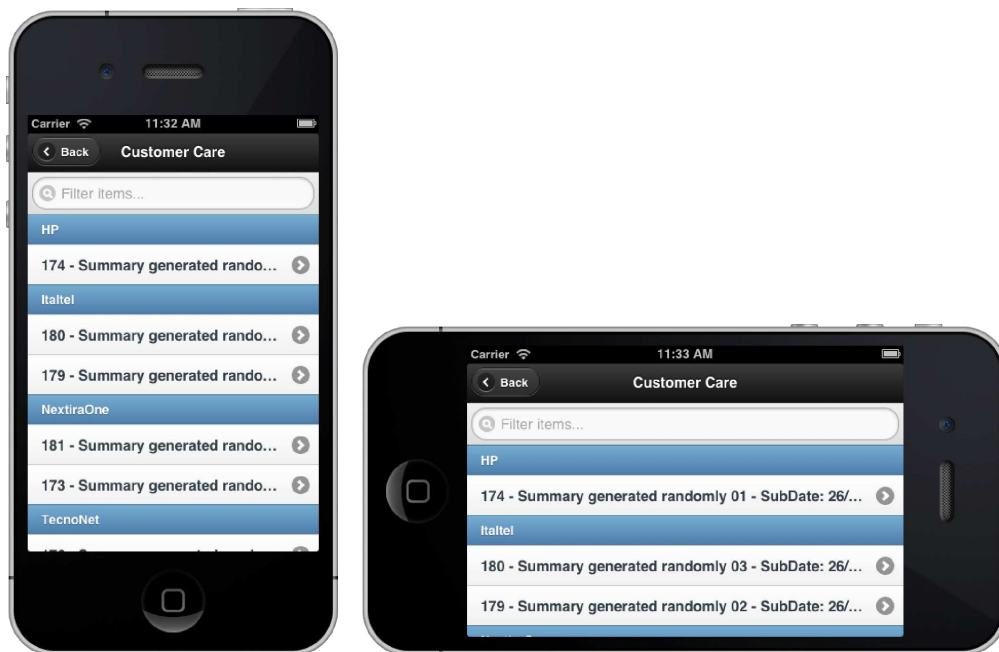 Carrier 11:32 AM
Back Customer Care
Filter items...
HP
174 - Summary generated rando...
Italtel
180 - Summary generated rando...
179 - Summary generated rando...
NextiraOne
181 - Summary generated rando...
173 - Summary generated rando...
TecnoNet
Carrier 11:33 AM
Back Customer Care
Filter items...
HP
174 - Summary generated randomly 01 - SubDate: 26/...
Italtel
180 - Summary generated randomly 03 - SubDate: 26/...
179 - Summary generated randomly 02 - SubDate: 26/...